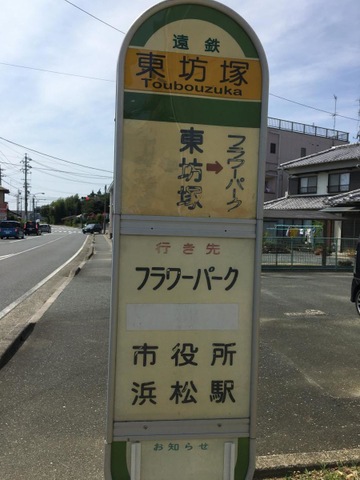 遠鉄
東坊塚
Toubouzuka
東坊塚→フラワーパーク
行き先
フラワーパーク
市役所
浜松駅
お知らせ